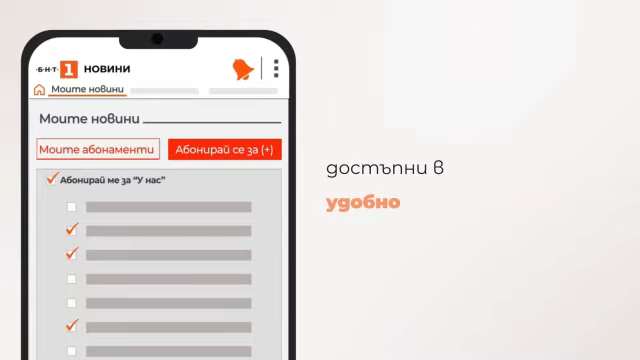 ·Б·Н·Т· 1 НОВИНИ
Моите новини
Моите новини
Моите абонаменти
Абонирай се за (+)
Абонирай ме за “У нас”
достъпни в
удобно